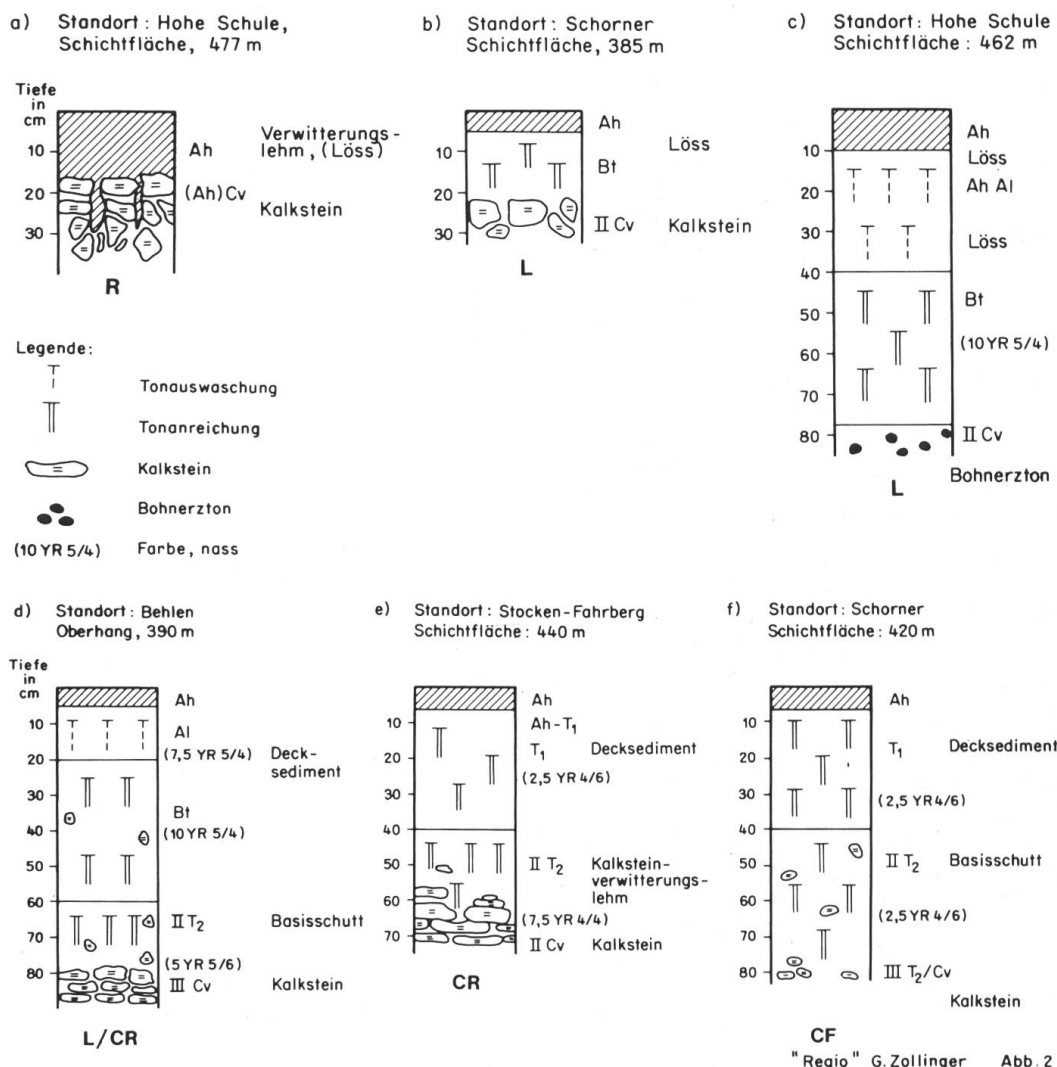 a) Standort : Hohe Schule,
Schichtfläche, 477 m
b) Standort : Schorner
Schichtfläche, 385 m
c) Standort : Hohe Schule
Schichtfläche : 462 m
Tiefe
in
cm
10
20
30
Ah
(Ah) Cv
Verwitterungs-
lehm, (Löss)
Kalkstein
R
10
20
30
Ah
Bt
II Cv
Löss
Kalkstein
L
10
20
30
40
50
60
70
80
Ah
Löss
Ah Al
Löss
Bt
(10 YR 5/4)
II Cv
Bohnerzton
L
Legende :
Tonauswaschung
Tonanreichung
Kalkstein
Bohnerzton
(10 YR 5/4) Farbe, nass
d) Standort : Behlen
Oberhang, 390 m
e) Standort : Stocken-Fahrberg
Schichtfläche : 440 m
f) Standort : Schorner
Schichtfläche : 420 m
Tiefe
in
cm
10
20
30
40
50
60
70
80
Ah
Al
(7,5 YR 5/4)
Deck-
sediment
Bt
(10 YR 5/4)
II T2
Basisschutt
(5 YR 5/6)
III Cv
Kalkstein
L/CR
10
20
30
40
50
60
70
Ah
Ah-T1
T1
Decksediment
(2,5 YR 4/6)
II T2
Kalkstein-
verwitterungs-
lehm
(7,5 YR 4/4)
II Cv
Kalkstein
CR
10
20
30
40
50
60
70
80
Ah
T1
Decksediment
(2,5 YR 4/6)
II T2
Basisschutt
(2,5 YR 4/6)
III T2/Cv
Kalkstein
CF
"Regio" G. Zollinger Abb. 2